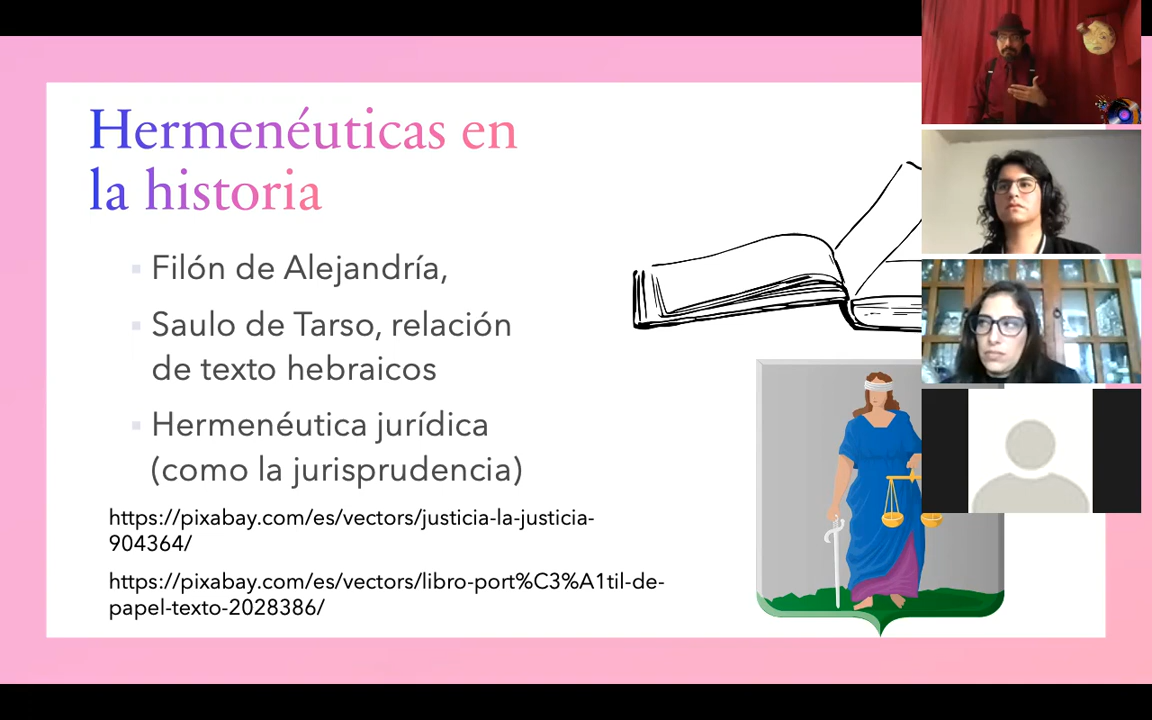 Hermenéuticas en
la historia
Filón de Alejandría,
Saulo de Tarso, relación
de texto hebraicos
Hermenéutica jurídica
(como la jurisprudencia)
https://pixabay.com/es/vectors/justicia-la-justicia-
904364/
https://pixabay.com/es/vectors/libro-port%C3%A1til-de-
papel-texto-2028386/